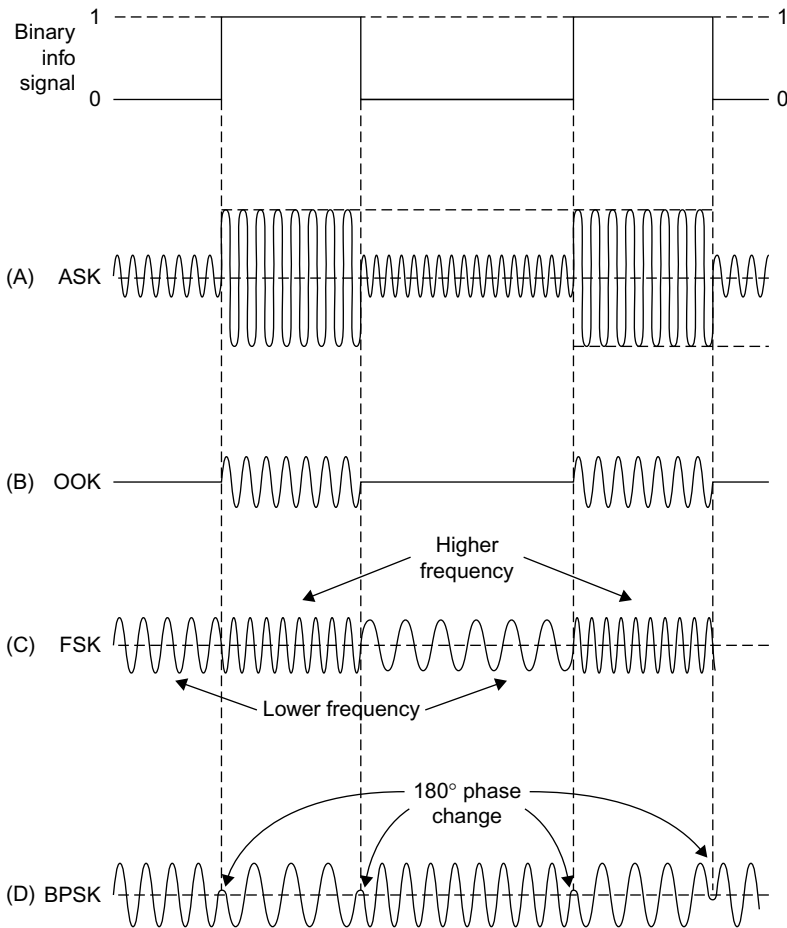 1
1
Binary
info
signal
0
0
(A) ASK
(B) OOK
Higher
frequency
(C) FSK
Lower frequency
180° phase
change
(D) BPSK